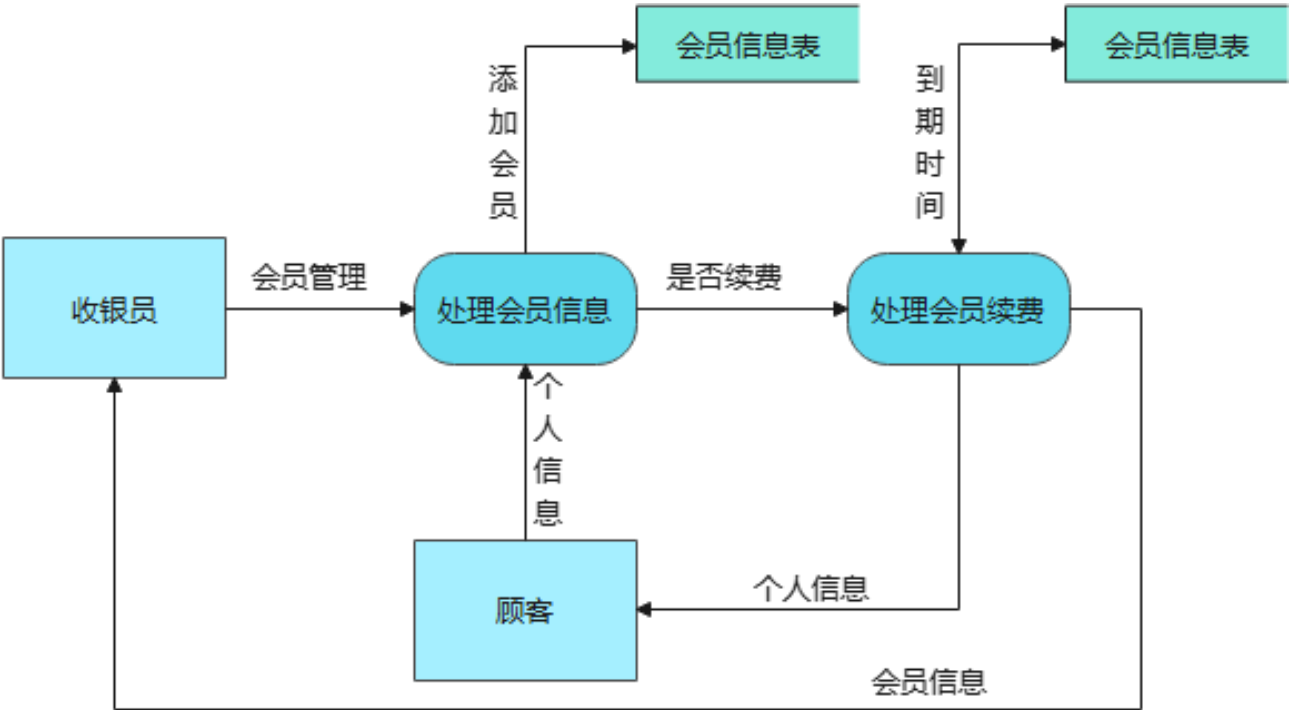 会员信息表
会员信息表
添加会员
到期时间
会员管理
是否续费
收银员
处理会员信息
处理会员续费
个人信息
个人信息
顾客
会员信息